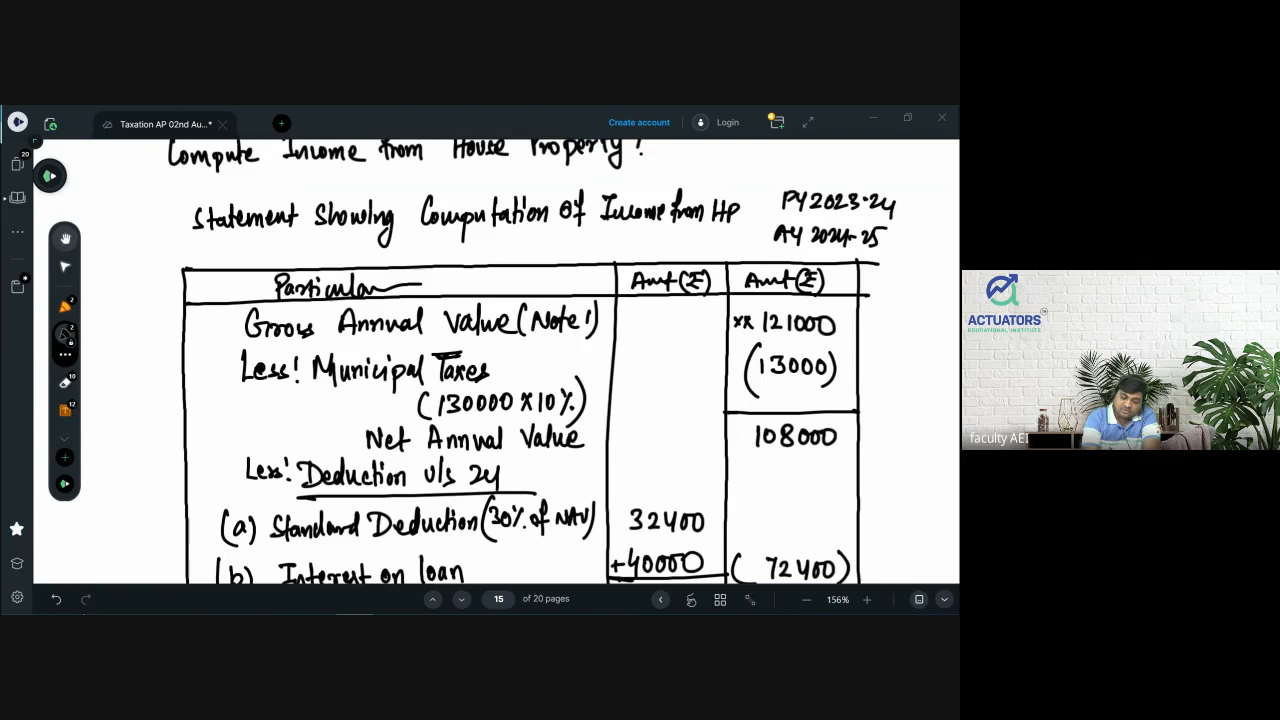 Taxation AP 02nd Au...*
Create account
Login
20
Compute Income from House Property!
Statement Showing Computation Of Income from HP
PY 2023-24
AY 2024-25
Particular Amt (₹) Amt (₹)
Gross Annual Value (Note 1) ** 121000
Less! Municipal Taxes (13000)
(130000 x 10%)
Net Annual Value 108000
Less! Deduction u/s 24
(a) Standard Deduction (30% of NAV) 32400
(b) Interest on loan +40000 (72400)
15 of 20 pages
156%
ACTUATORS
EDUCATIONAL INSTITUTE
faculty AEI